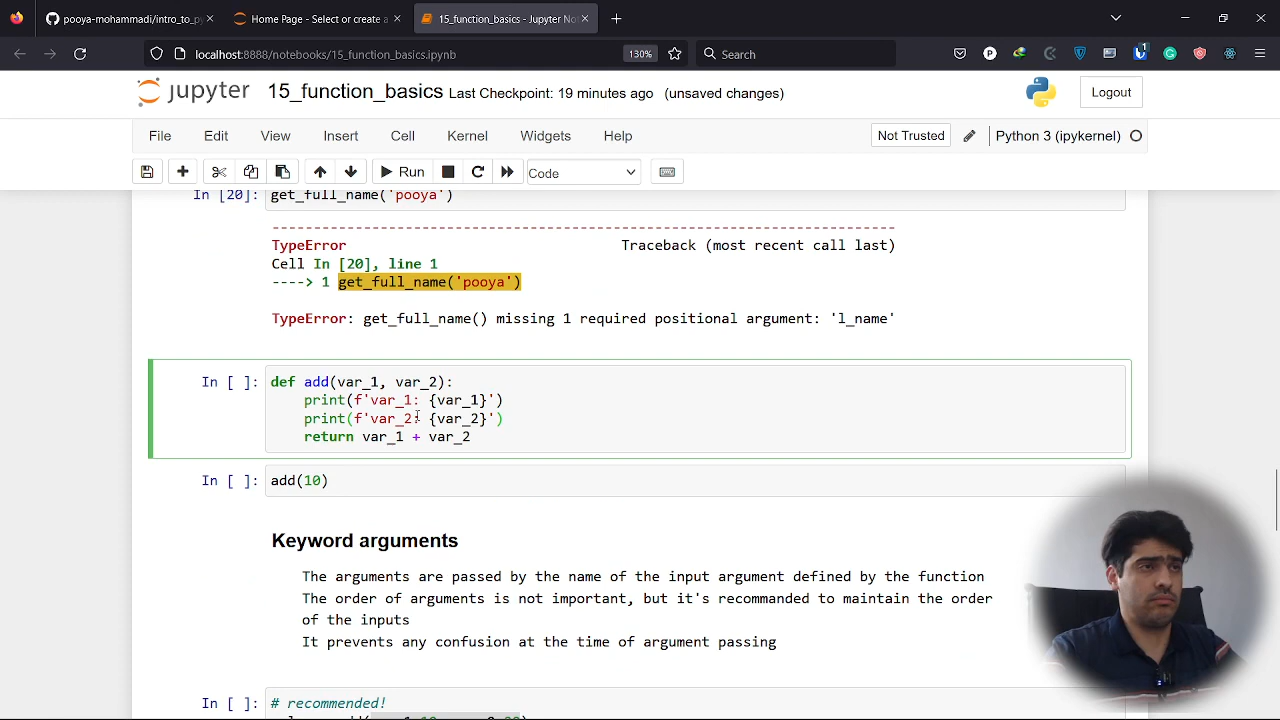 pooya-mohammadi/intro_to_py
Home Page - Select or create a
15_function_basics - Jupyter No
localhost:8888/notebooks/15_function_basics.ipynb
130%
Search
jupyter 15_function_basics Last Checkpoint: 19 minutes ago (unsaved changes)
Logout
File Edit View Insert Cell Kernel Widgets Help
Not Trusted
Python 3 (ipykernel)
Run
Code
In [20]: get_full_name('pooya')
---------------------------------------------------------------------------
TypeError Traceback (most recent call last)
Cell In [20], line 1
----> 1 get_full_name('pooya')
TypeError: get_full_name() missing 1 required positional argument: 'l_name'
In [ ]: def add(var_1, var_2):
print(f'var_1: {var_1}')
print(f'var_2: {var_2}')
return var_1 + var_2
In [ ]: add(10)
Keyword arguments
The arguments are passed by the name of the input argument defined by the function
The order of arguments is not important, but it's recommanded to maintain the order
of the inputs
It prevents any confusion at the time of argument passing
In [ ]: # recommended!